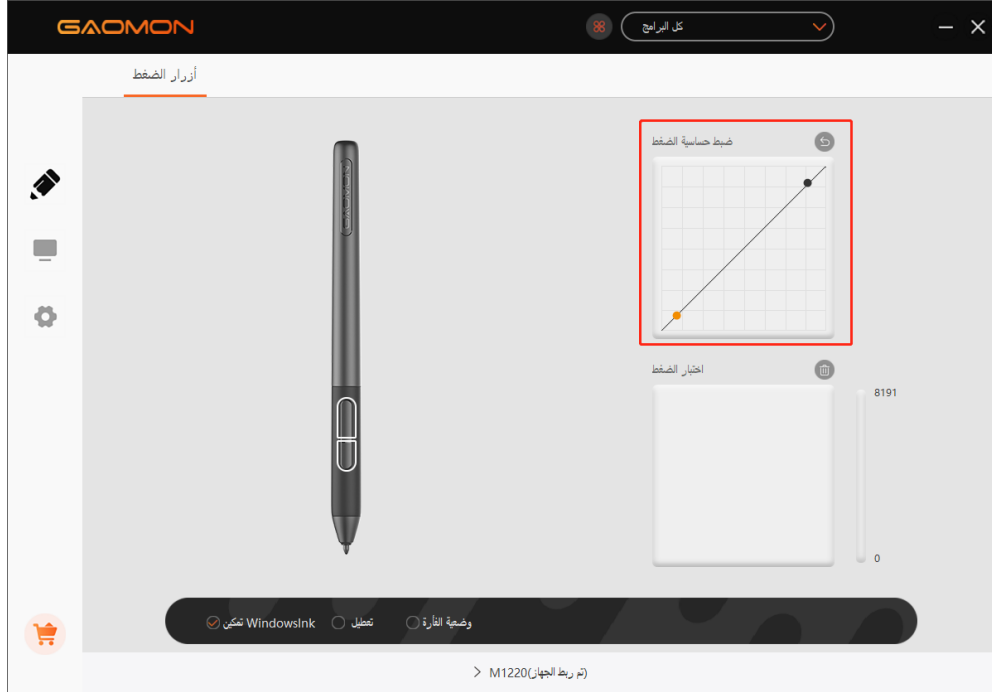 GAOMON
كل البرامج
أزرار الضغط
ضبط حساسية الضغط
GAOMON
اختبار الضغط
8191
0
تمكين WindowsInk
تعطيل
وضعية الفأرة
M1220(تم ربط الجهاز)